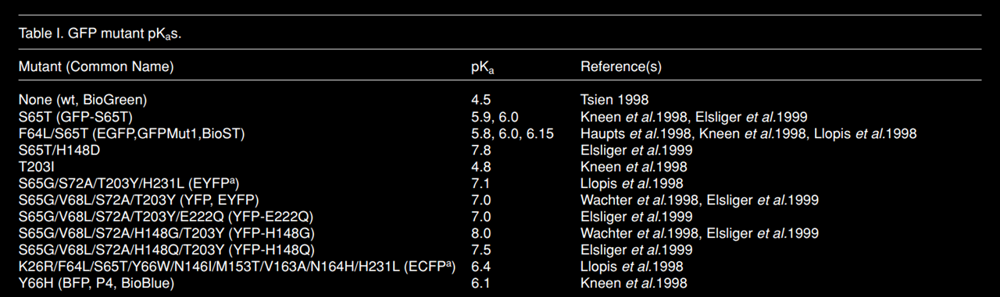 Table I. GFP mutant pKas.
Mutant (Common Name) pKa Reference(s)
None (wt, BioGreen) 4.5 Tsien 1998
S65T (GFP-S65T) 5.9, 6.0 Kneen et al.1998, Elsliger et al.1999
F64L/S65T (EGFP,GFPMut1,BioST) 5.8, 6.0, 6.15 Haupts et al.1998, Kneen et al.1998, Llopis et al.1998
S65T/H148D 7.8 Elsliger et al.1999
T203I 4.8 Kneen et al.1998
S65G/S72A/T203Y/H231L (EYFPa) 7.1 Llopis et al.1998
S65G/V68L/S72A/T203Y (YFP, EYFP) 7.0 Wachter et al.1998, Elsliger et al.1999
S65G/V68L/S72A/T203Y/E222Q (YFP-E222Q) 7.0 Elsliger et al.1999
S65G/V68L/S72A/H148G/T203Y (YFP-H148G) 8.0 Wachter et al.1998, Elsliger et al.1999
S65G/V68L/S72A/H148Q/T203Y (YFP-H148Q) 7.5 Elsliger et al.1999
K26R/F64L/S65T/Y66W/N146I/M153T/V163A/N164H/H231L (ECFPa) 6.4 Llopis et al.1998
Y66H (BFP, P4, BioBlue) 6.1 Kneen et al.1998